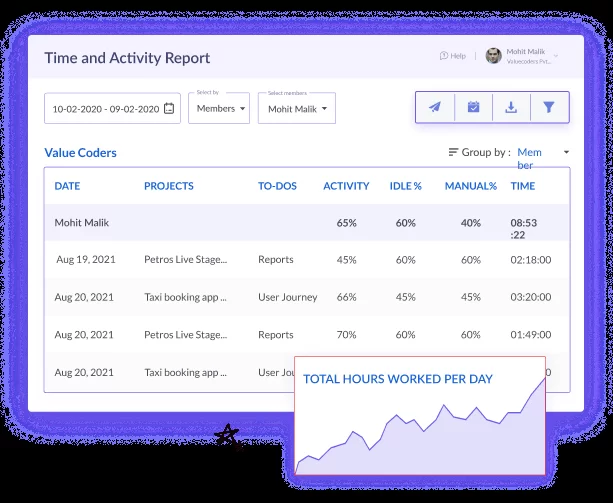 Time and Activity Report
Help
Mohit Malik
Valuecoders Pvt...
Select by
Select members
10-02-2020 - 09-02-2020
Members
Mohit Malik
Value Coders
Group by :
Mem
ber
DATE PROJECTS TO-DOS ACTIVITY IDLE % MANUAL% TIME
Mohit Malik 65% 60% 40% 08:53
:22
Aug 19, 2021 Petros Live Stage... Reports 45% 60% 60% 02:18:00
Aug 20, 2021 Taxi booking app ... User Journey 66% 45% 45% 03:20:00
Aug 20, 2021 Petros Live Stage... Reports 70% 60% 60% 01:49:00
Aug 20, 2021 Taxi booking app ... User Jou
TOTAL HOURS WORKED PER DAY